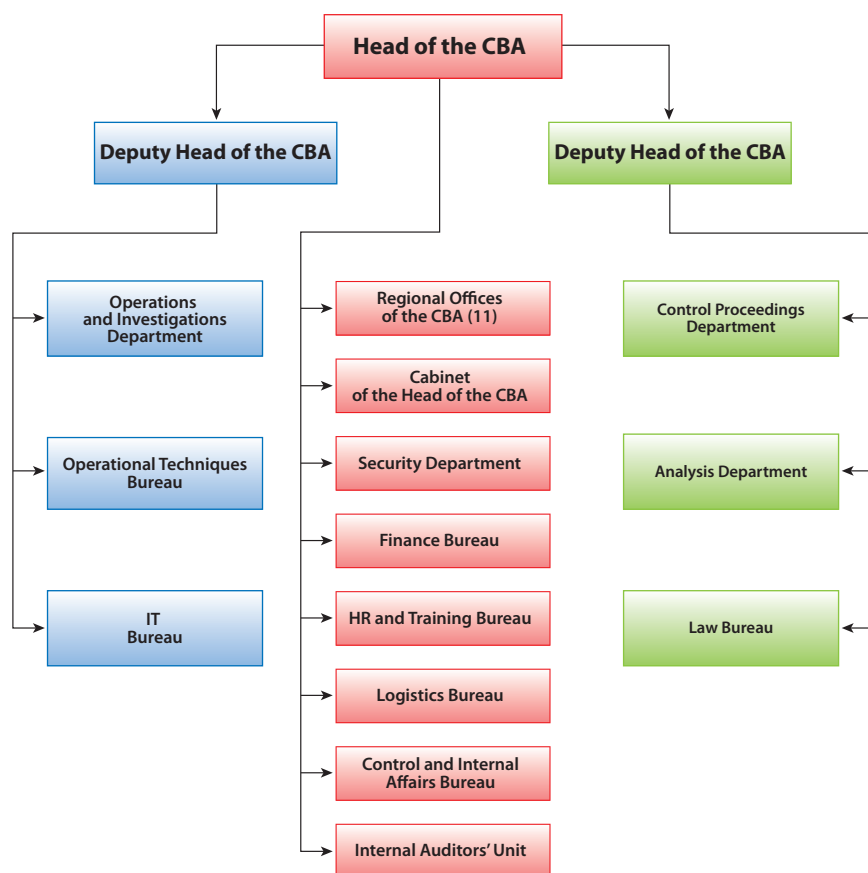 Head of the CBA
Deputy Head of the CBA
Deputy Head of the CBA
Operations
and Investigations
Department
Operational Techniques
Bureau
IT
Bureau
Regional Offices
of the CBA (11)
Cabinet
of the Head of the CBA
Security Department
Finance Bureau
HR and Training Bureau
Logistics Bureau
Control and Internal
Affairs Bureau
Internal Auditors’ Unit
Control Proceedings
Department
Analysis Department
Law Bureau